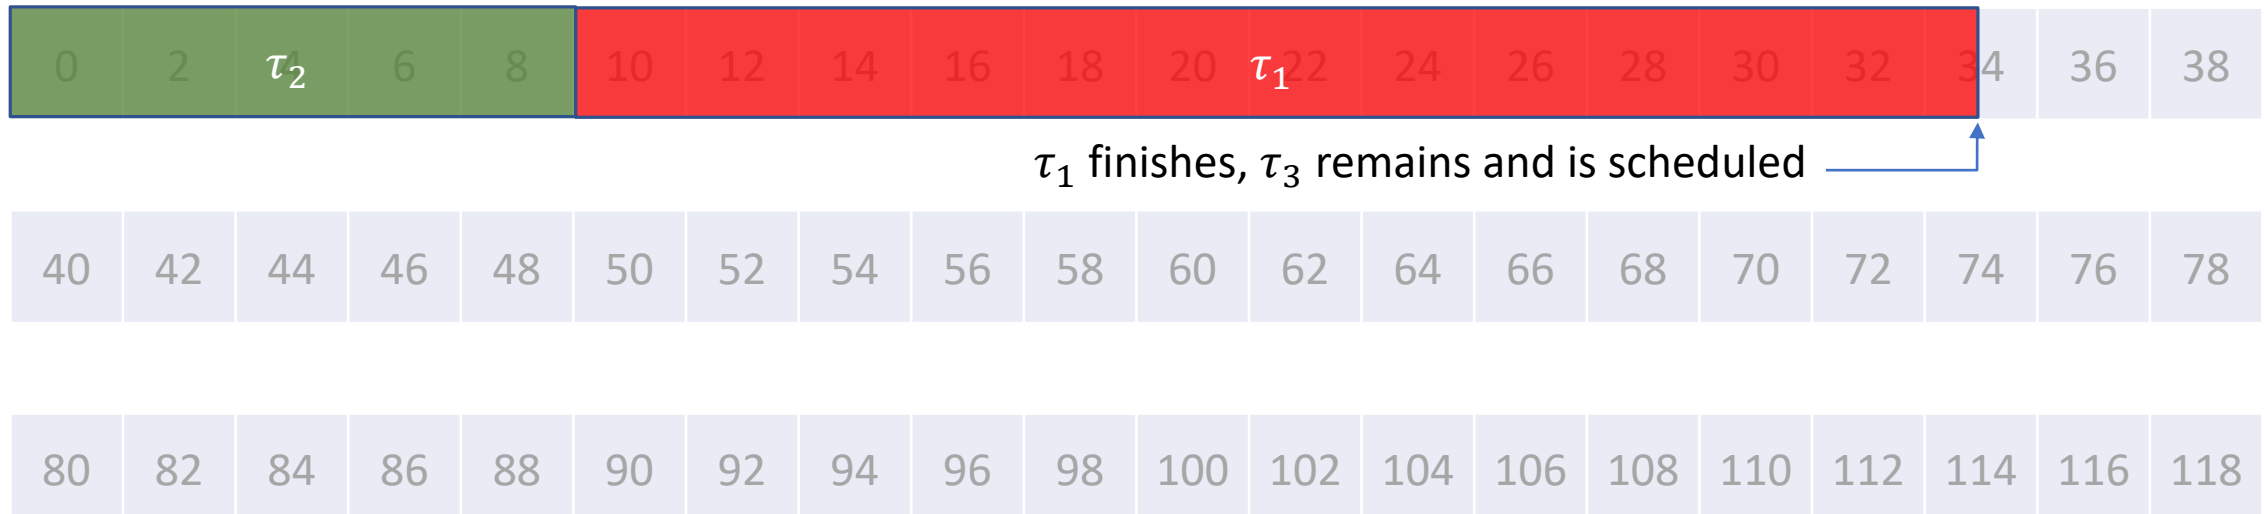 0 2 τ₂ 4 6 8 10 12 14 16 18 20 τ₁ 22 24 26 28 30 32 34 36 38
τ₁ finishes, τ₃ remains and is scheduled
40 42 44 46 48 50 52 54 56 58 60 62 64 66 68 70 72 74 76 78
80 82 84 86 88 90 92 94 96 98 100 102 104 106 108 110 112 114 116 118